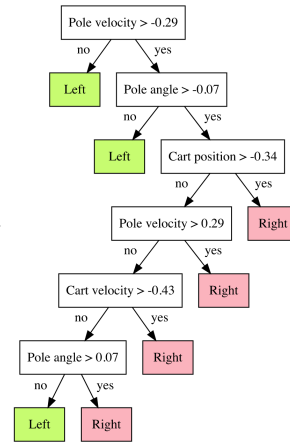 Pole velocity > -0.29
no yes
Left Pole angle > -0.07
no yes
Left Cart position > -0.34
no yes
Pole velocity > 0.29 Right
no yes
Cart velocity > -0.43 Right
no yes
Pole angle > 0.07 Right
no yes
Left Right